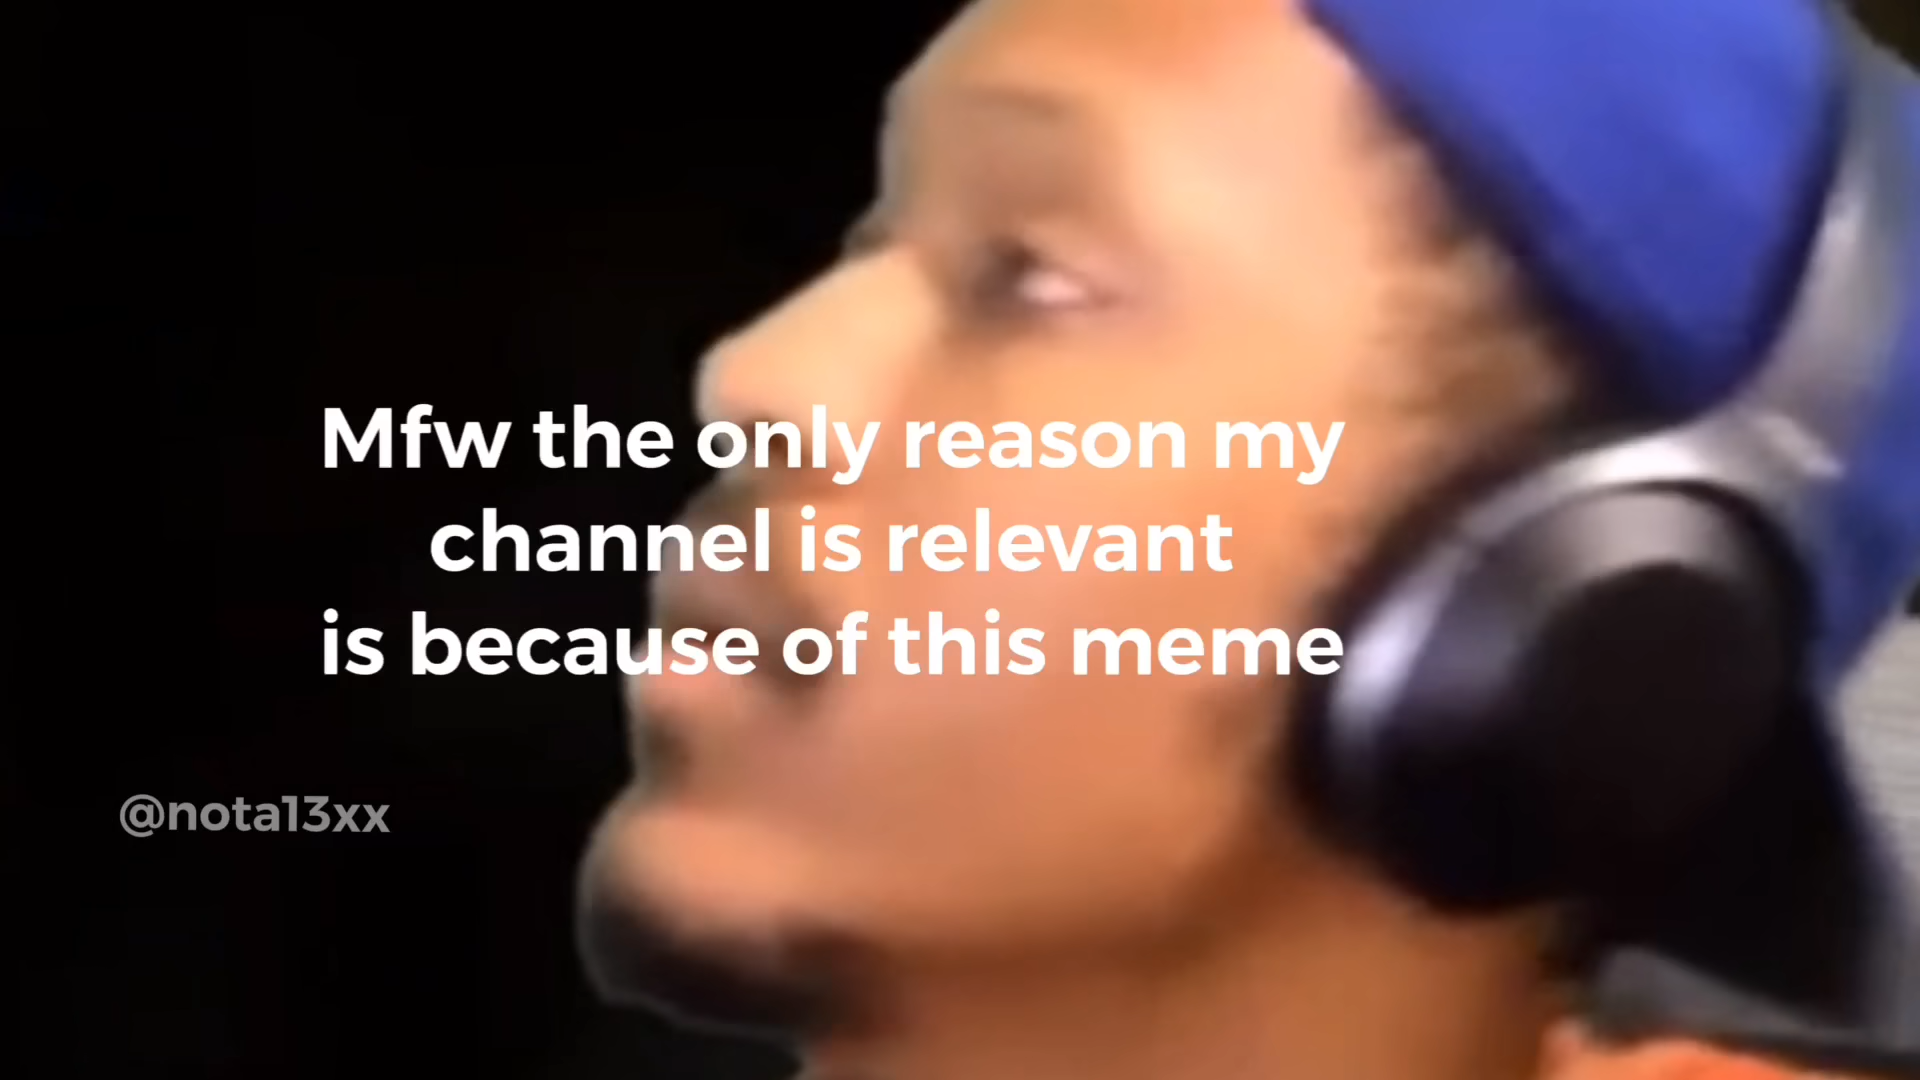 Mfw the only reason my
channel is relevant
is because of this meme
@nota13xx